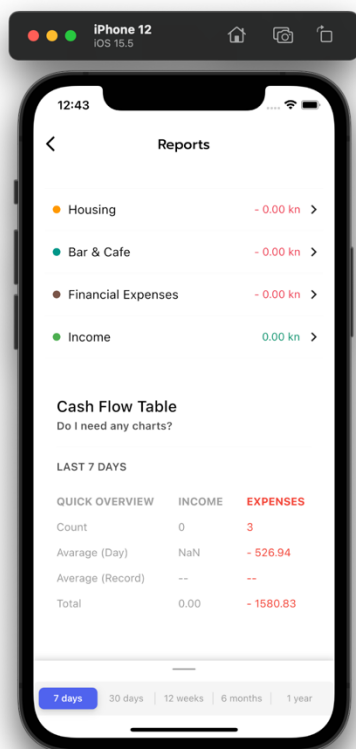 iPhone 12
iOS 15.5
12:43
Reports
Housing - 0.00 kn
Bar & Cafe - 0.00 kn
Financial Expenses - 0.00 kn
Income 0.00 kn
Cash Flow Table
Do I need any charts?
LAST 7 DAYS
QUICK OVERVIEW INCOME EXPENSES
Count 0 3
Avarage (Day) NaN - 526.94
Average (Record) -- --
Total 0.00 - 1580.83
7 days 30 days 12 weeks 6 months 1 year